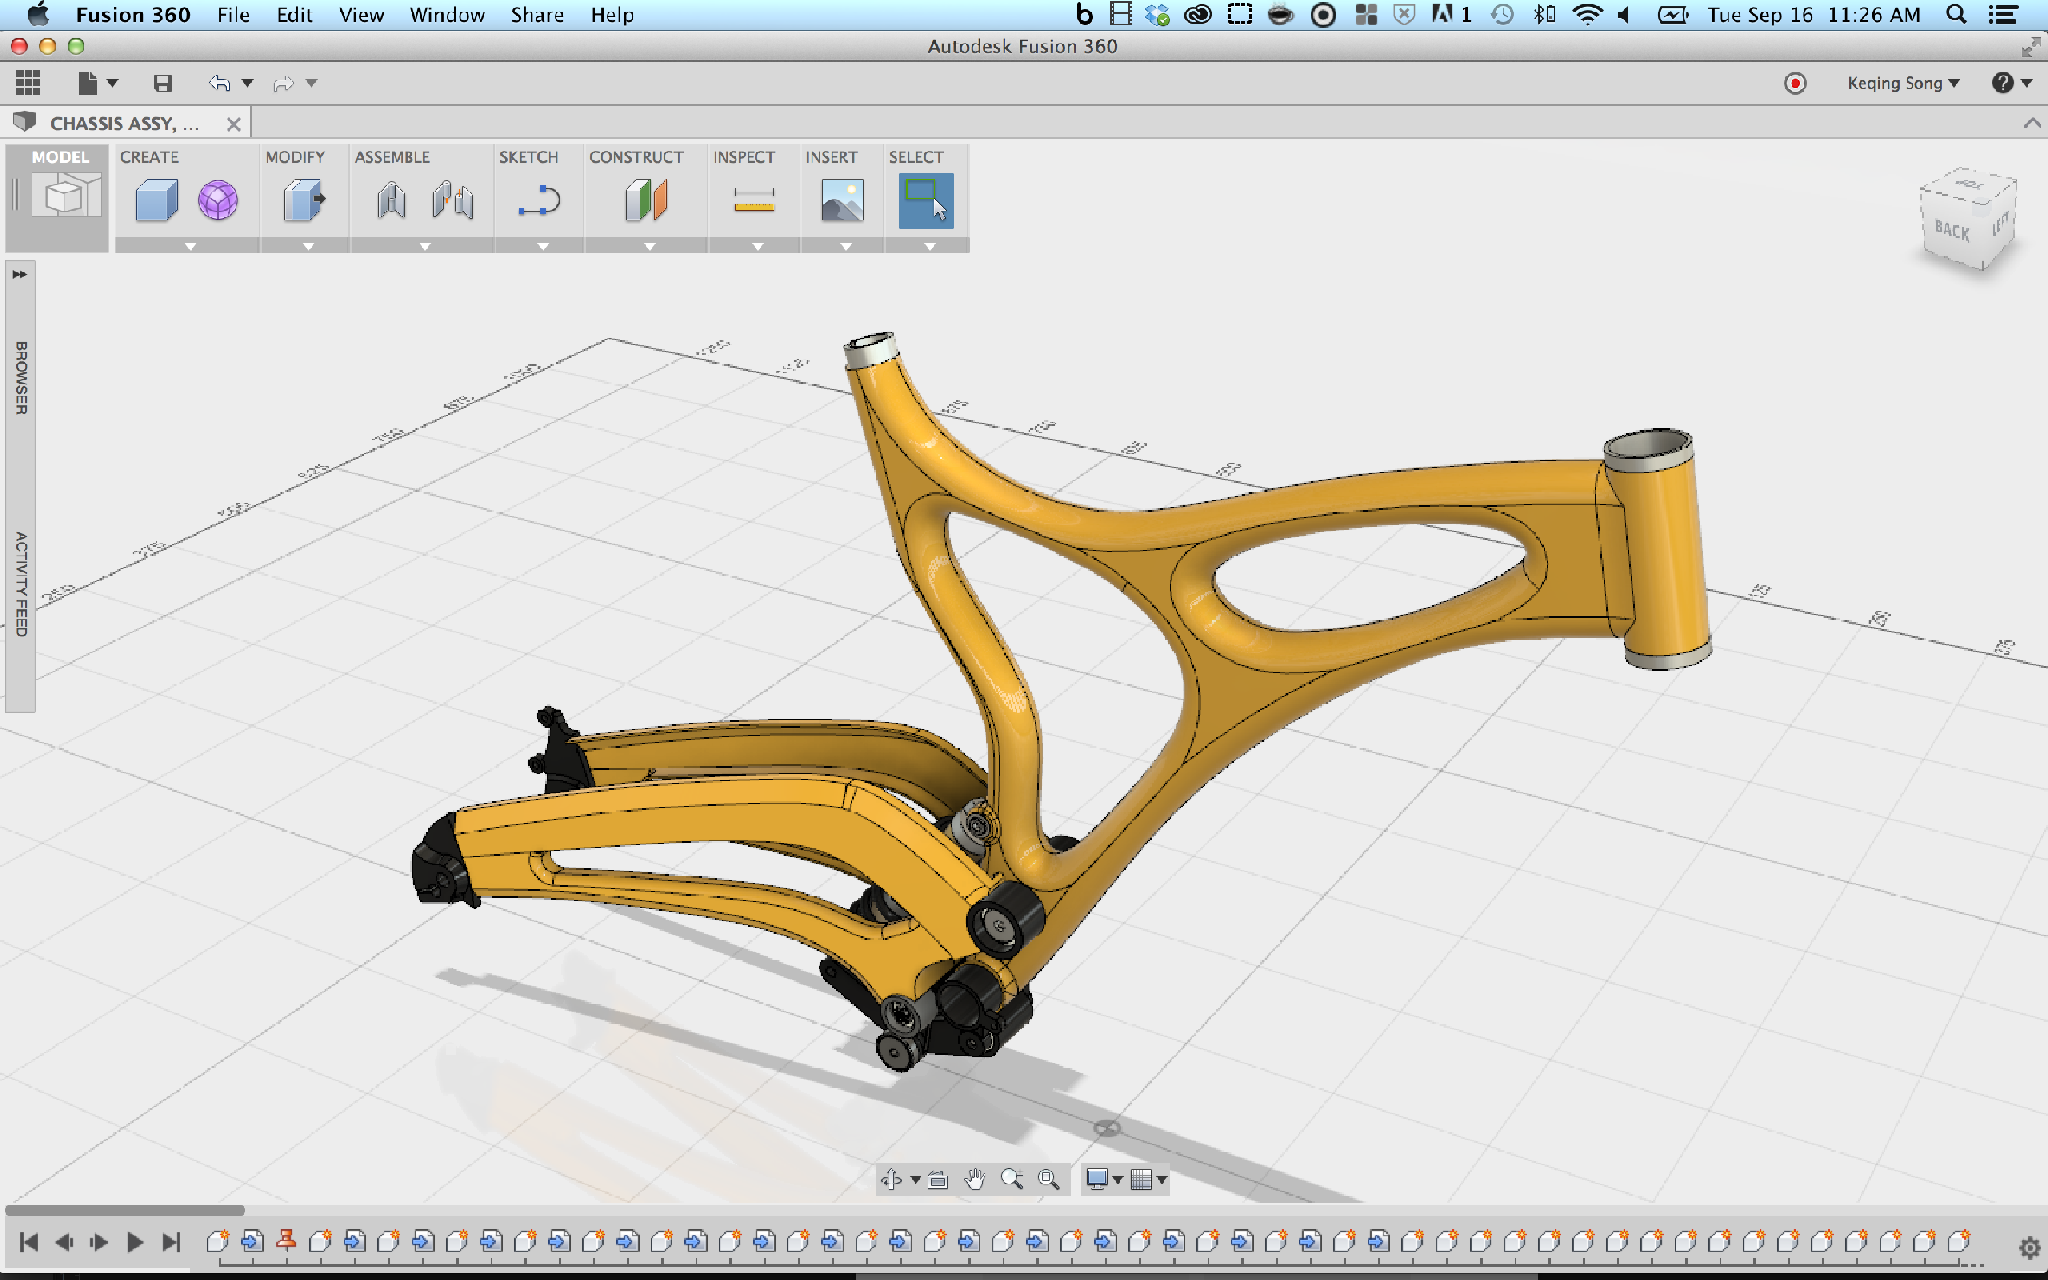 Fusion 360 File Edit View Window Share Help b 1 Tue Sep 16 11:26 AM
Autodesk Fusion 360
Keqing Song ?
CHASSIS ASSY, ...
MODEL CREATE MODIFY ASSEMBLE SKETCH CONSTRUCT INSPECT INSERT SELECT
TOP
BACK LEFT
BROWSER
ACTIVITY FEED